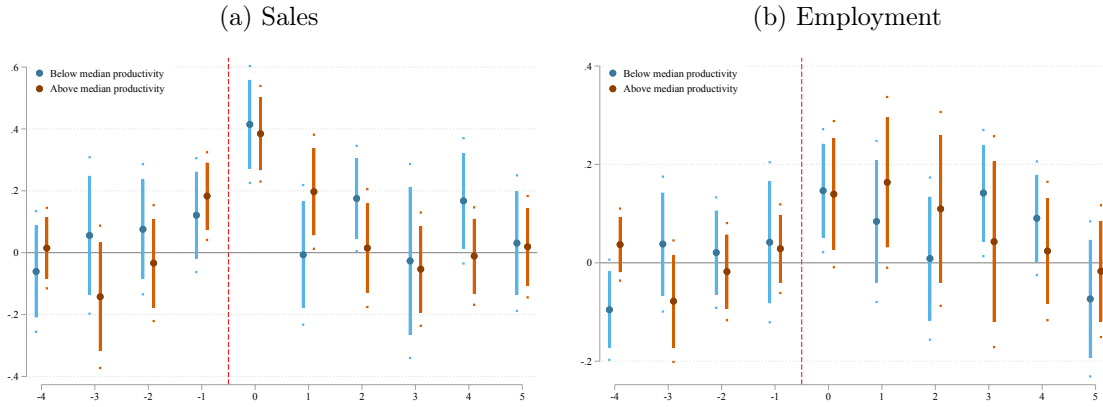 (a) Sales
(b) Employment
Below median productivity
Above median productivity
.6
.4
.2
0
-.2
-.4
-4 -3 -2 -1 0 1 2 3 4 5
Below median productivity
Above median productivity
.4
.2
0
-.2
-4 -3 -2 -1 0 1 2 3 4 5